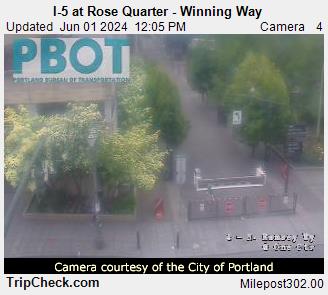 I-5 at Rose Quarter - Winning Way
Updated Jun 01 2024 12:05 PM Camera 4
PBOT
PORTLAND BUREAU OF TRANSPORTATION
Camera courtesy of the City of Portland
TripCheck.com Milepost302.00